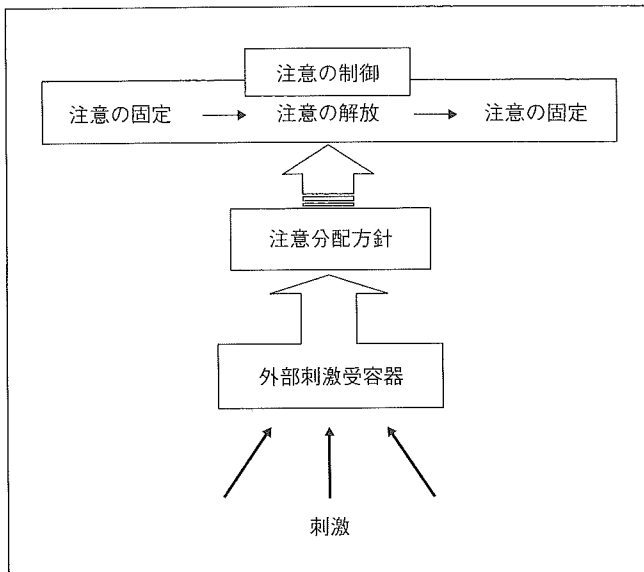 注意の制御
注意の固定 → 注意の解放 → 注意の固定
注意分配方針
外部刺激受容器
刺激